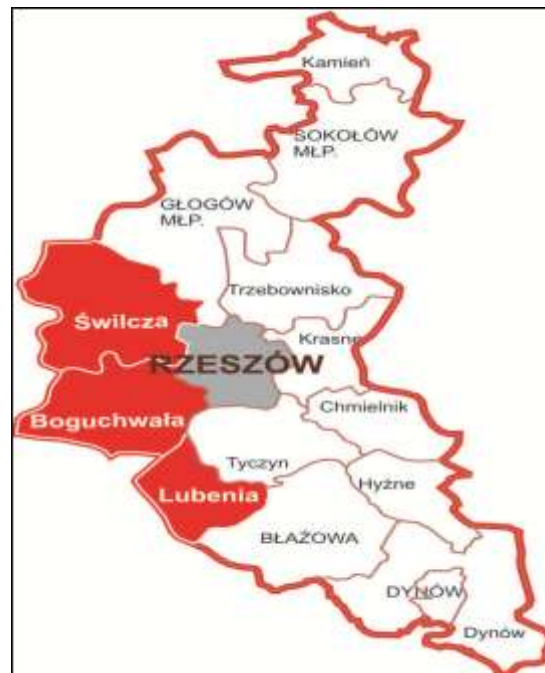 Kamień
SOKOŁÓW
MŁP.
GŁOGÓW
MŁP.
Trzebownisko
Świlcza
Krasne
RZESZÓW
Chmielnik
Boguchwała
Tyczyn
Hyżne
Lubenia
BŁAŻOWA
DYNÓW
Dynów